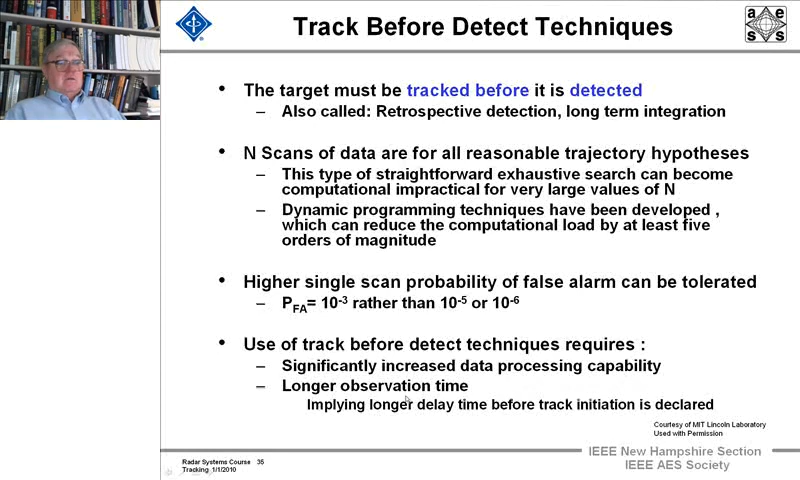 Track Before Detect Techniques
a e
s s
• The target must be tracked before it is detected
– Also called: Retrospective detection, long term integration
• N Scans of data are for all reasonable trajectory hypotheses
– This type of straightforward exhaustive search can become
computational impractical for very large values of N
– Dynamic programming techniques have been developed ,
which can reduce the computational load by at least five
orders of magnitude
• Higher single scan probability of false alarm can be tolerated
– PFA= 10-3 rather than 10-5 or 10-6
• Use of track before detect techniques requires :
– Significantly increased data processing capability
– Longer observation time
Implying longer delay time before track initiation is declared
Courtesy of MIT Lincoln Laboratory
Used with Permission
Radar Systems Course 35
Tracking 1/1/2010
IEEE New Hampshire Section
IEEE AES Society